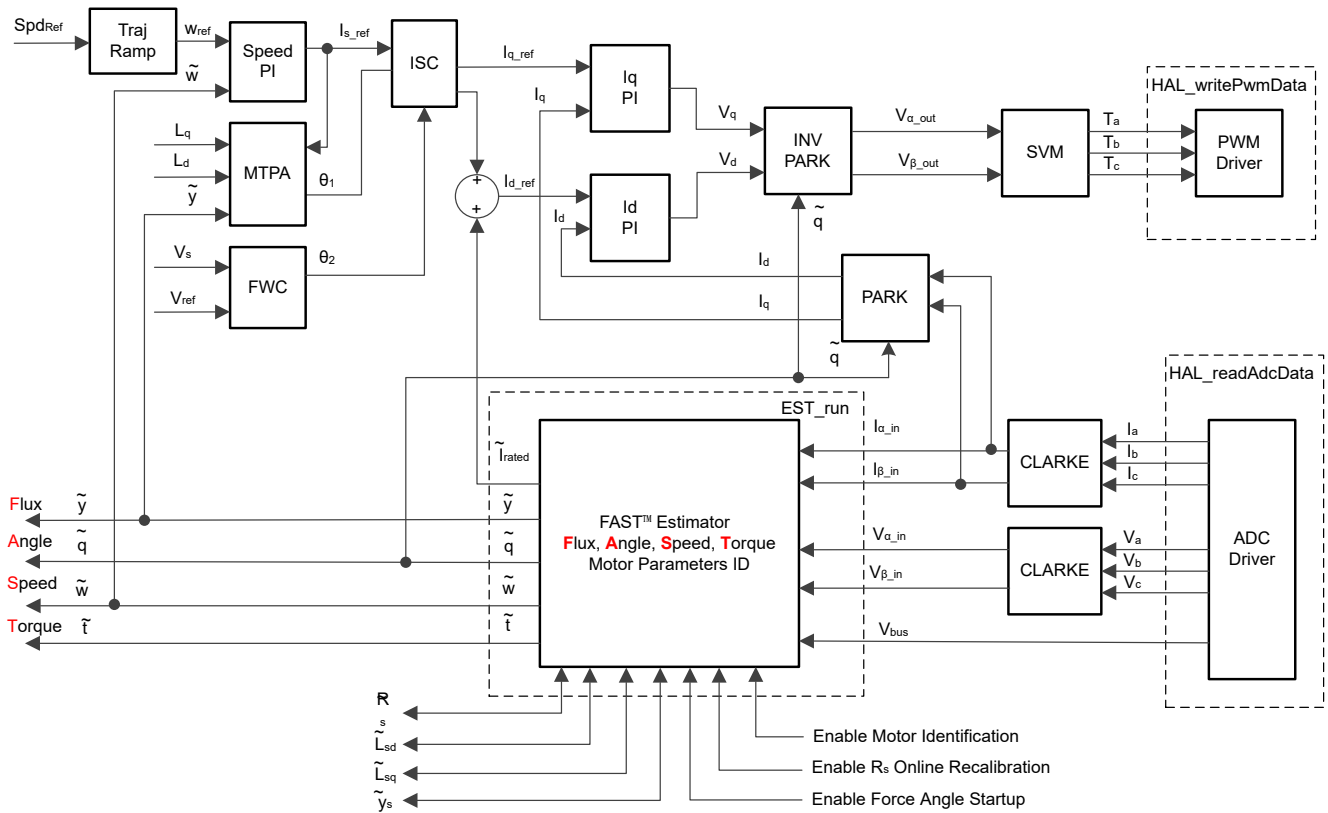 SpdRef
Traj
Ramp
wref
w̃
Speed
PI
Is_ref
ISC
Iq_ref
Iq
Iq
PI
Vq
INV
PARK
Vα_out
Vβ_out
SVM
Ta
Tb
Tc
HAL_writePwmData
PWM
Driver
Lq
Ld
ỹ
MTPA
θ1
+
+
Id_ref
Id
Id
PI
Vd
q̃
Vs
Vref
FWC
θ2
Id
Iq
PARK
q̃
HAL_readAdcData
EST_run
Ĩrated
FAST™ Estimator
Flux, Angle, Speed, Torque
Motor Parameters ID
Iα_in
Iβ_in
CLARKE
Ia
Ib
Ic
Vα_in
Vβ_in
CLARKE
Va
Vb
Vc
Vbus
ADC
Driver
Flux ỹ ỹ
Angle q̃ q̃
Speed w̃ w̃
Torque t̃ t̃
R̃s
L̃sd
L̃sq
ỹs
Enable Motor Identification
Enable Rs Online Recalibration
Enable Force Angle Startup